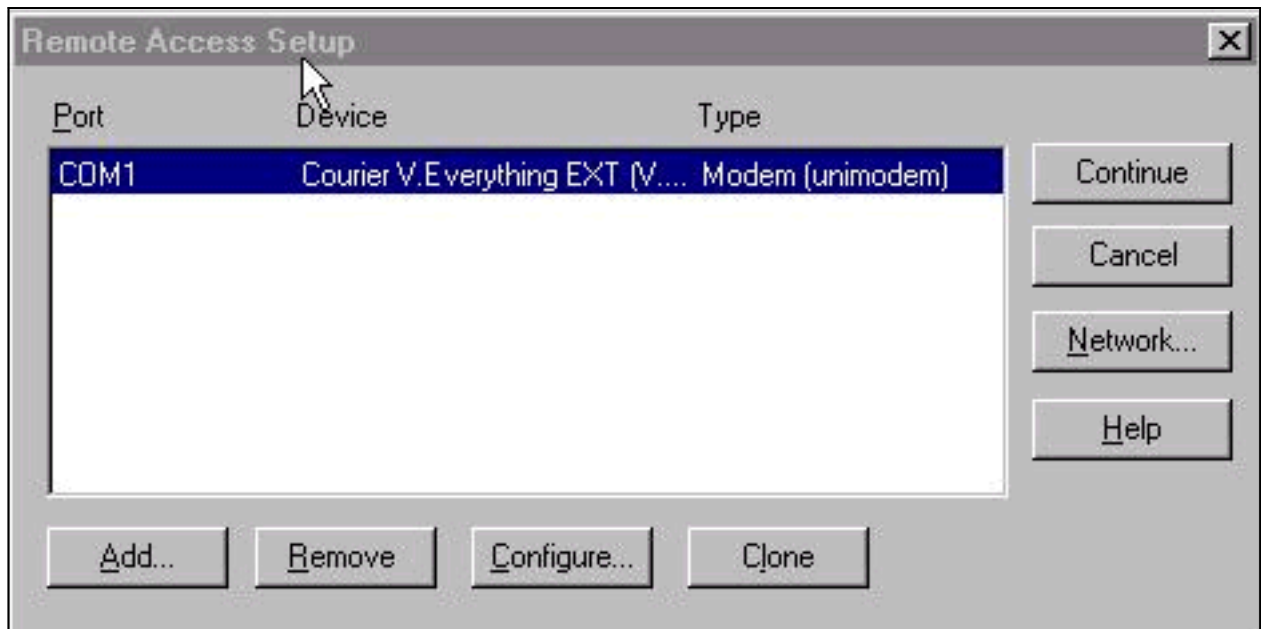 Remote Access Setup
Port Device Type
COM1 Courier V.Everything EXT (V.... Modem (unimodem)
Continue
Cancel
Network...
Help
Add... Remove Configure... Clone